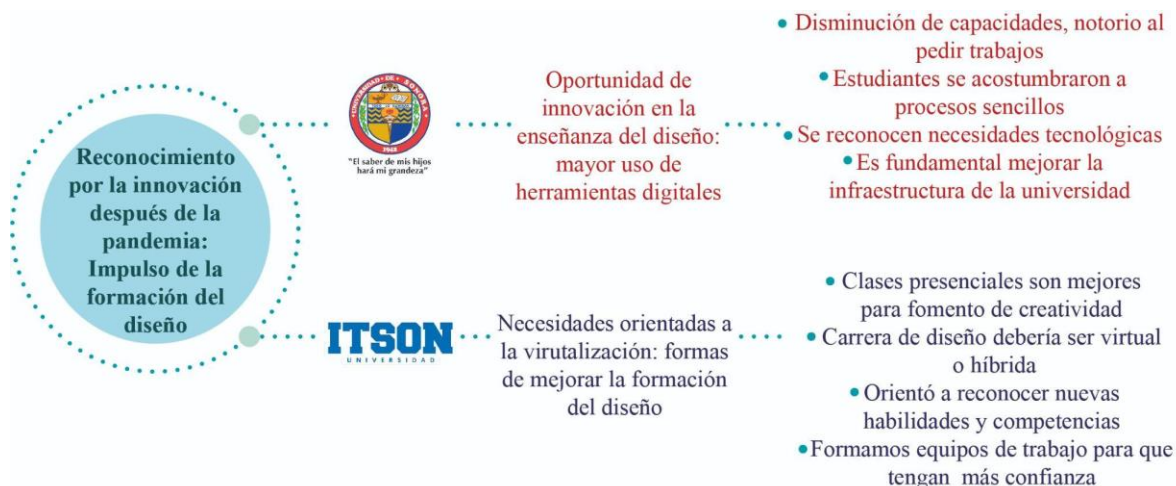 Reconocimiento
por la innovación
después de la
pandemia:
Impulso de la
formación del
diseño
"El saber de mis hijos
hará mi grandeza"
Oportunidad de
innovación en la
enseñanza del diseño:
mayor uso de
herramientas digitales
• Disminución de capacidades, notorio al
pedir trabajos
• Estudiantes se acostumbraron a
procesos sencillos
• Se reconocen necesidades tecnológicas
• Es fundamental mejorar la
infraestructura de la universidad
ITSON
UNIVERSIDAD
Necesidades orientadas a
la virutalización: formas
de mejorar la formación
del diseño
• Clases presenciales son mejores
para fomento de creatividad
• Carrera de diseño debería ser virtual
o híbrida
• Orientó a reconocer nuevas
habilidades y competencias
• Formamos equipos de trabajo para que
tengan más confianza